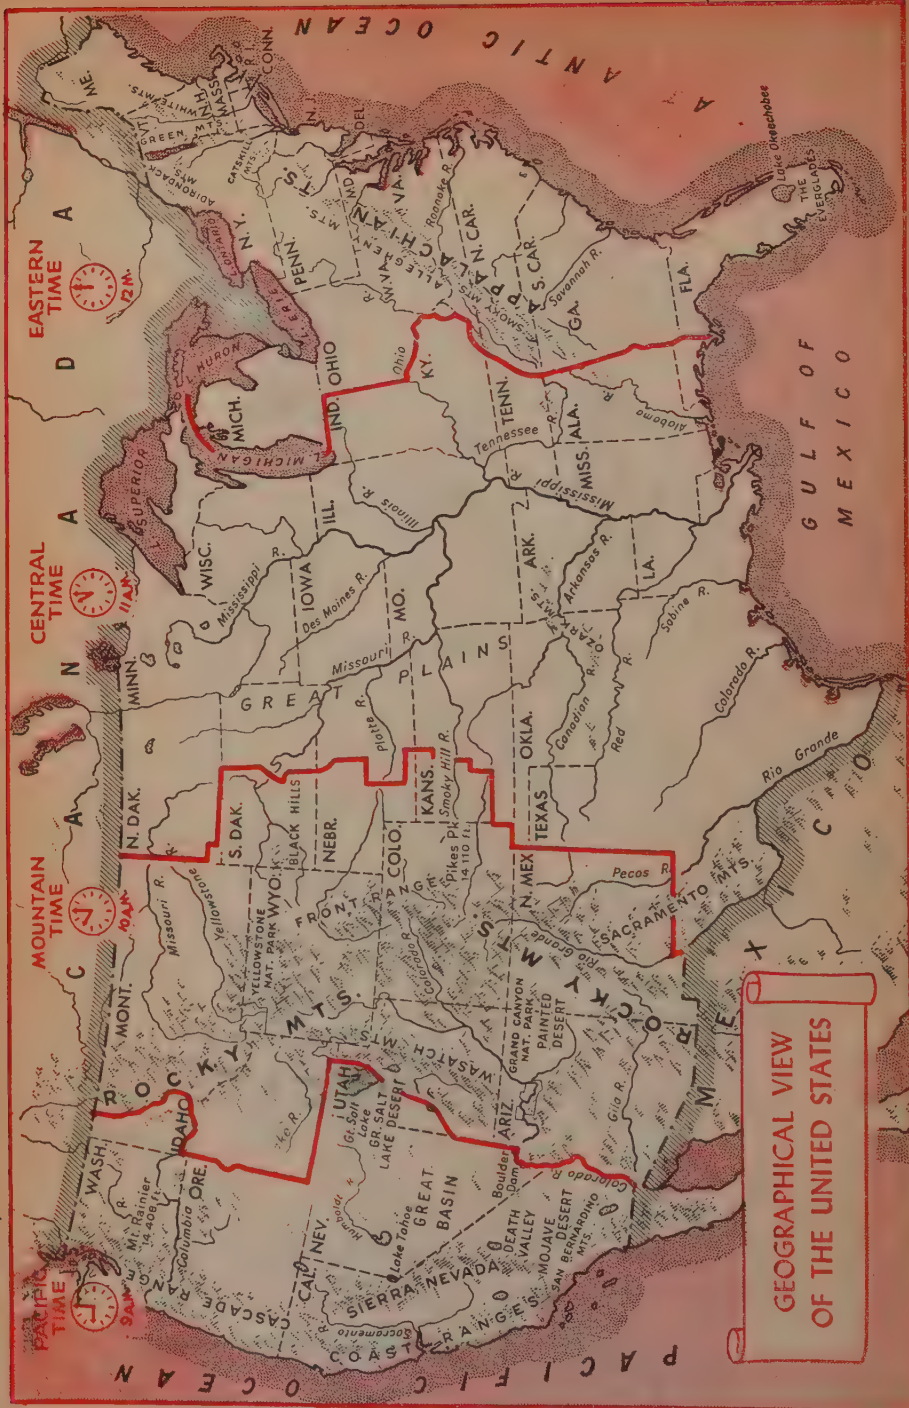 GEOGRAPHICAL VIEW
OF THE UNITED STATES
PACIFIC
TIME
9 A.M.
MOUNTAIN
TIME
10 A.M.
CENTRAL
TIME
11 A.M.
EASTERN
TIME
12 M.
CANADA
PACIFIC OCEAN
MEXICO
GULF OF
MEXICO
ANTIC OCEAN
A
WASH.
Mt. Rainier
14,408 ft.
R.
Columbia
ORE.
CASCADE RANGE
IDAHO
CAL.
NEV.
Lake Tahoe
GREAT
BASIN
SIERRA NEVADA
Sacramento
R.
COAST RANGES
DEATH
VALLEY
MOJAVE
DESERT
SAN BERNARDINO
MTS.
Boulder
Dam
Colorado R.
ARIZ.
Gila R.
UTAH
Gt. Salt
Lake
GR. SALT
LAKE DESERT
WASATCH MTS.
GRAND CANYON
NAT. PARK
PAINTED
DESERT
MONT.
ROCKY MTS.
Missouri R.
Yellowstone
R.
YELLOWSTONE
NAT. PARK
WYO.
FRONT RANGE
COLO.
Colorado R.
Pikes Pk.
14,110 ft.
N. MEX.
ROCKY MTS.
Rio Grande
SACRAMENTO MTS.
Pecos R.
N. DAK.
S. DAK.
BLACK HILLS
NEBR.
Platte R.
KANS.
Smoky Hill R.
OKLA.
TEXAS
Canadian R.
Red R.
Colorado R.
Rio Grande
GREAT PLAINS
MINN.
IOWA
Des Moines R.
Missouri R.
MO.
OZARK MTS.
ARK.
Arkansas R.
LA.
Sabine R.
WISC.
Mississippi R.
ILL.
Illinois R.
Mississippi
R.
MISS.
L. SUPERIOR
L. MICHIGAN
L. HURON
MICH.
IND.
OHIO
Ohio
KY.
TENN.
Tennessee R.
ALA.
Alabama
R.
L. ERIE
L. ONTARIO
N.Y.
PENN.
W. VA.
R.
VA.
MD.
DEL.
N.J.
ALLEGHENY MTS.
APPALACHIAN MTS.
SMOKY MTS.
Roanoke R.
N. CAR.
S. CAR.
Savannah R.
GA.
FLA.
Lake Okeechobee
THE
EVERGLADES
ADIRONDACK
MTS.
CATSKILL
MTS.
GREEN MTS.
WHITE MTS.
VT.
N.H.
ME.
MASS.
R.I.
CONN.